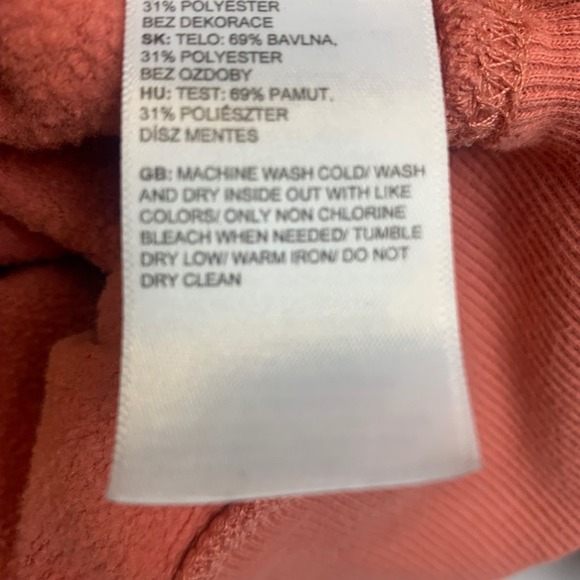 31% POLYESTER
BEZ DEKORACE
SK: TELO: 69% BAVLNA,
31% POLYESTER
BEZ OZDOBY
HU: TEST: 69% PAMUT,
31% POLIÉSZTER
DÍSZ MENTES
GB: MACHINE WASH COLD/ WASH
AND DRY INSIDE OUT WITH LIKE
COLORS/ ONLY NON CHLORINE
BLEACH WHEN NEEDED/ TUMBLE
DRY LOW/ WARM IRON/ DO NOT
DRY CLEAN